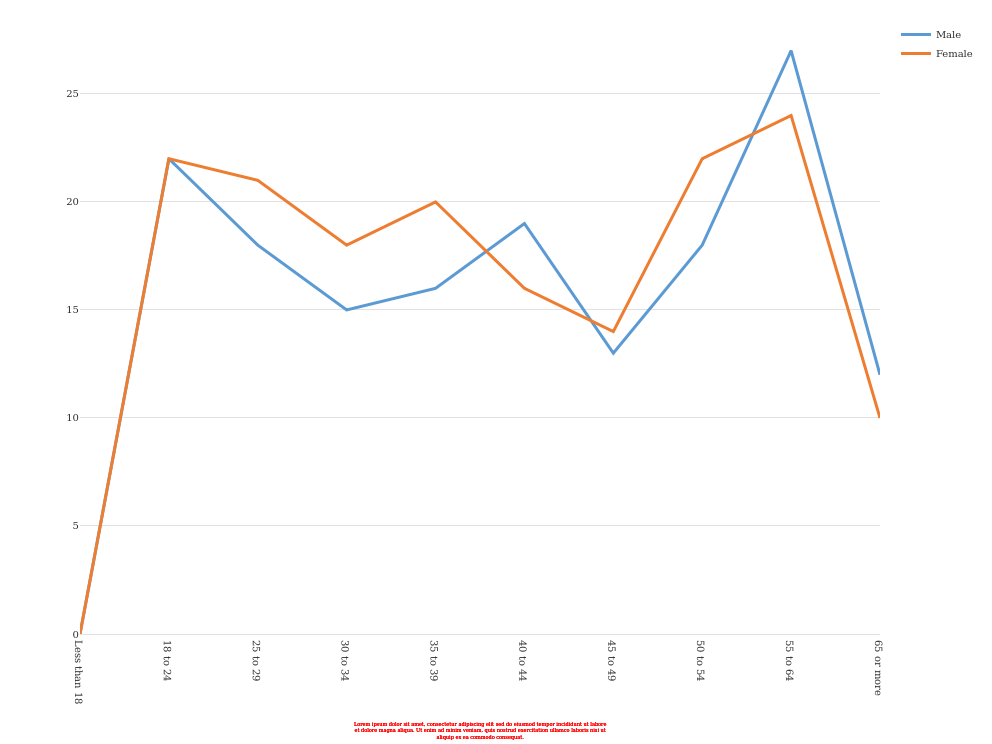 Male
Female
25
20
15
10
5
0
Less than 18
18 to 24
25 to 29
30 to 34
35 to 39
40 to 44
45 to 49
50 to 54
55 to 64
65 or more
Lorem ipsum dolor sit amet, consectetur adipiscing elit sed do eiusmod tempor incididunt ut labore
et dolore magna aliqua. Ut enim ad minim veniam, quis nostrud exercitation ullamco laboris nisi ut
aliquip ex ea commodo consequat.